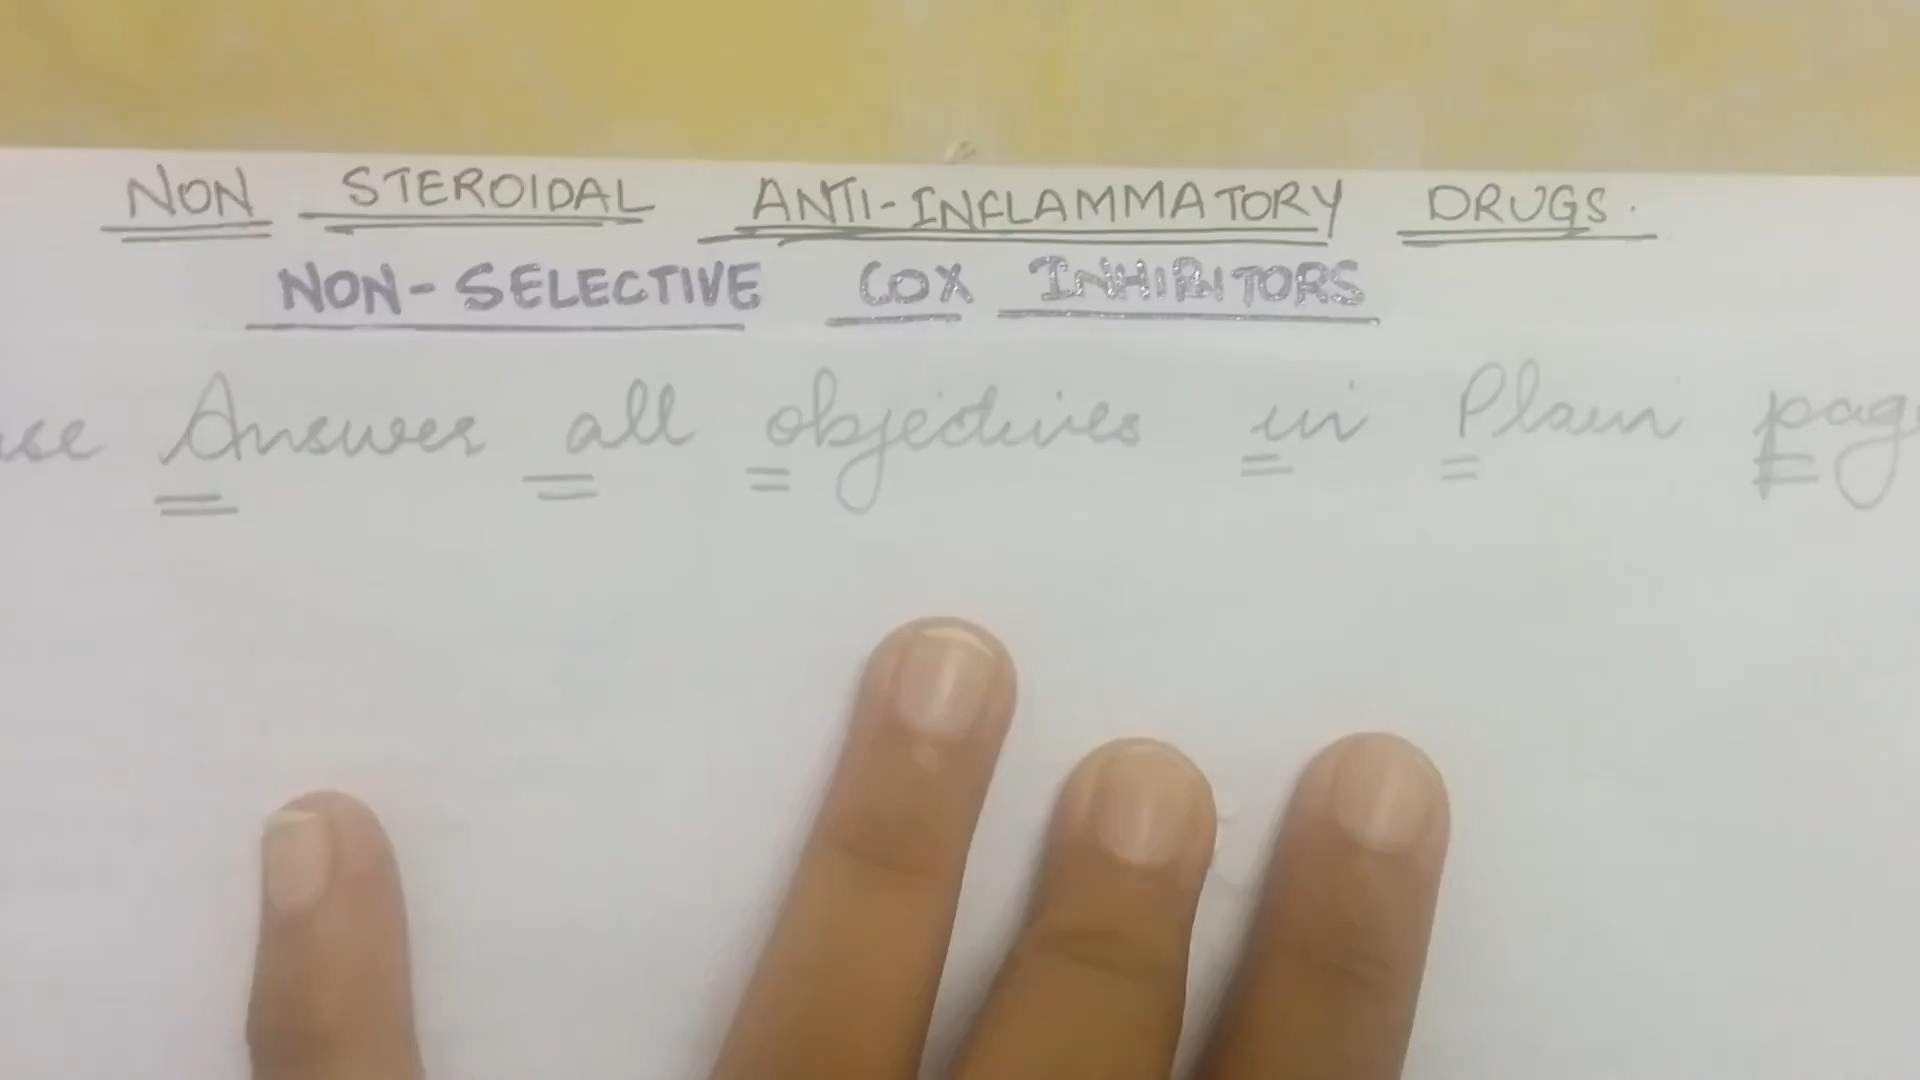 NON STEROIDAL ANTI-INFLAMMATORY DRUGS.
NON-SELECTIVE COX INHIBITORS
Answer all objectives in Plain